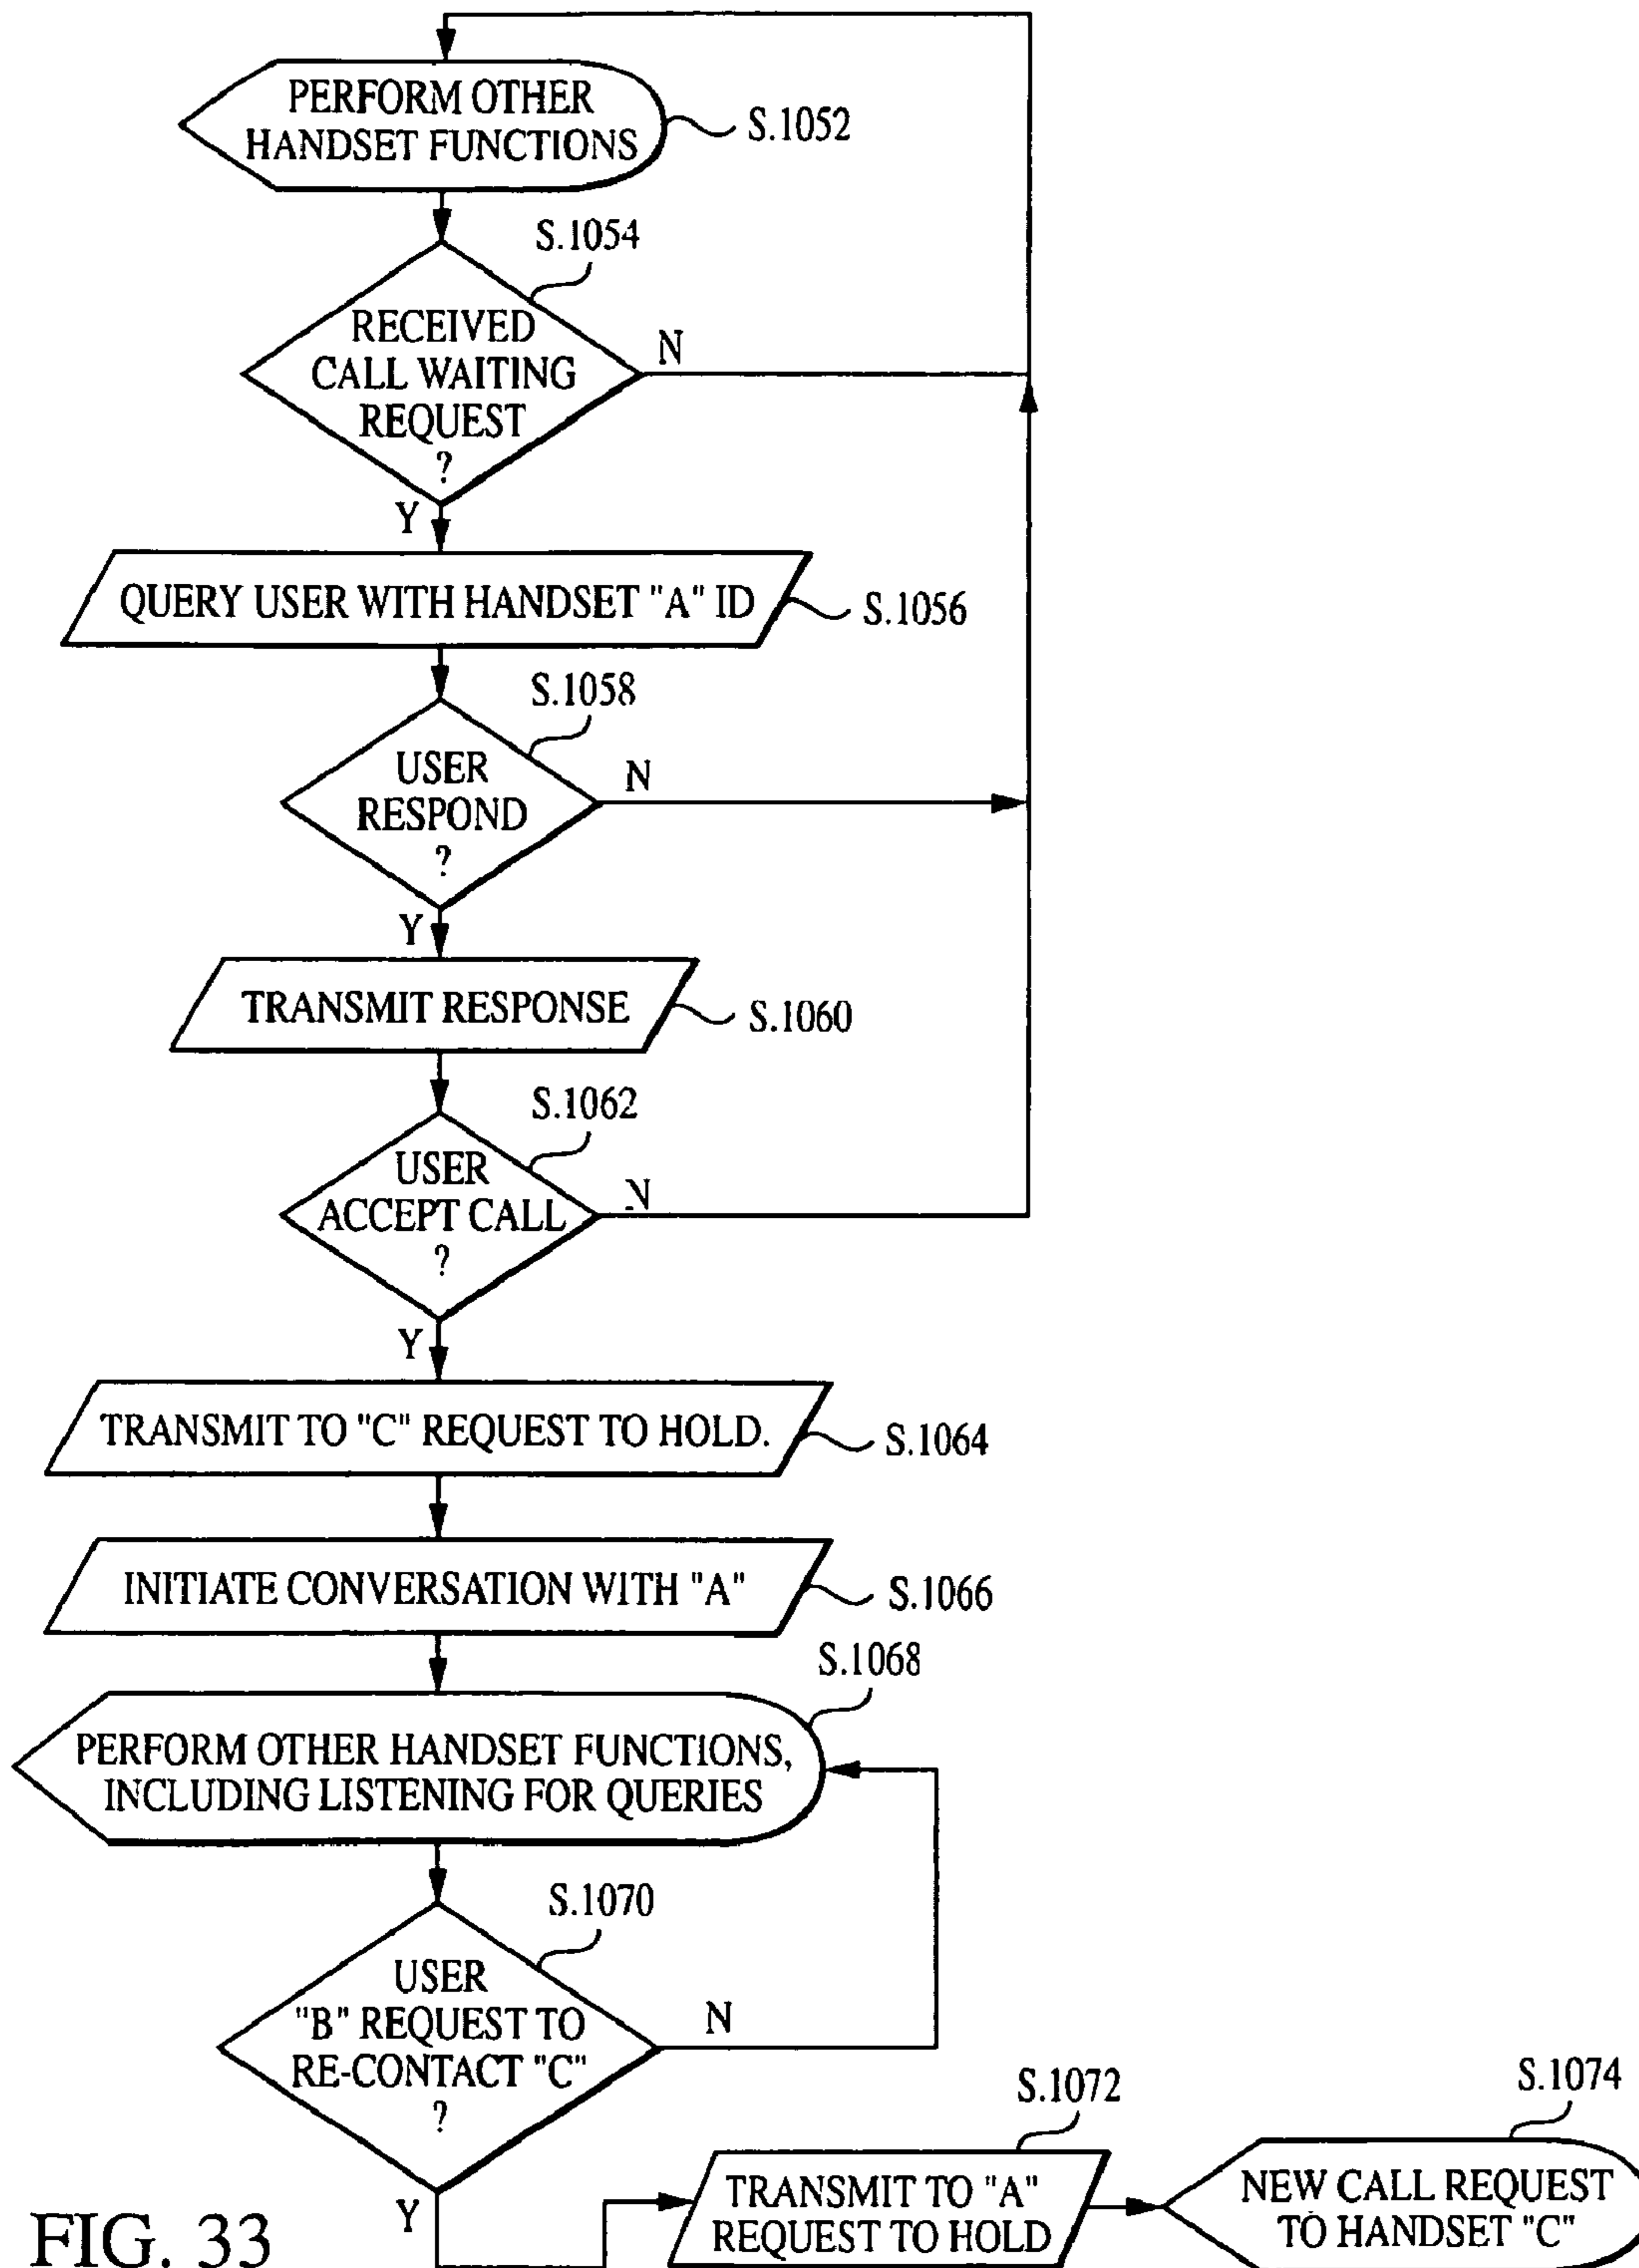 PERFORM OTHER
HANDSET FUNCTIONS
S.1052
S.1054
RECEIVED
CALL WAITING
REQUEST
?
N
Y
QUERY USER WITH HANDSET "A" ID
S.1056
S.1058
USER
RESPOND
?
N
Y
TRANSMIT RESPONSE
S.1060
S.1062
USER
ACCEPT CALL
?
N
Y
TRANSMIT TO "C" REQUEST TO HOLD.
S.1064
INITIATE CONVERSATION WITH "A"
S.1066
S.1068
PERFORM OTHER HANDSET FUNCTIONS,
INCLUDING LISTENING FOR QUERIES
S.1070
USER
"B" REQUEST TO
RE-CONTACT "C"
?
N
Y
S.1072
TRANSMIT TO "A"
REQUEST TO HOLD
S.1074
NEW CALL REQUEST
TO HANDSET "C"
FIG. 33